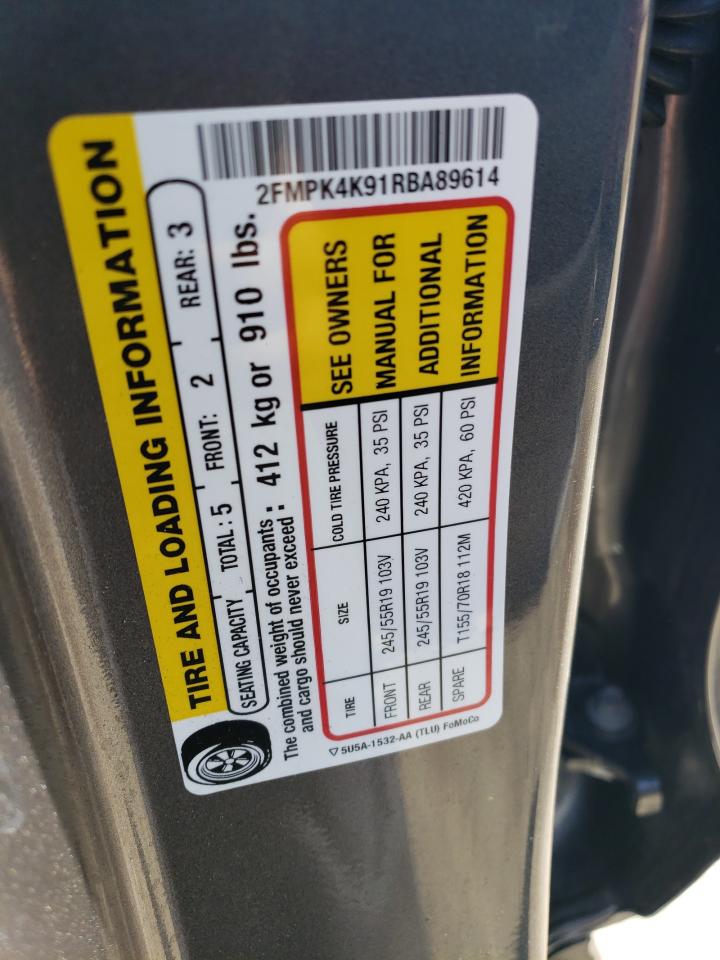 TIRE AND LOADING INFORMATION
SEATING CAPACITY TOTAL : 5 FRONT: 2 REAR: 3
The combined weight of occupants and cargo should never exceed : 412 kg or 910 lbs.
2FMPK4K91RBA89614
TIRE SIZE COLD TIRE PRESSURE
FRONT 245/55R19 103V 240 KPA, 35 PSI
REAR 245/55R19 103V 240 KPA, 35 PSI
SPARE T155/70R18 112M 420 KPA, 60 PSI
SEE OWNERS
MANUAL FOR
ADDITIONAL
INFORMATION
5U5A-1532-AA (TLU) FoMoCo